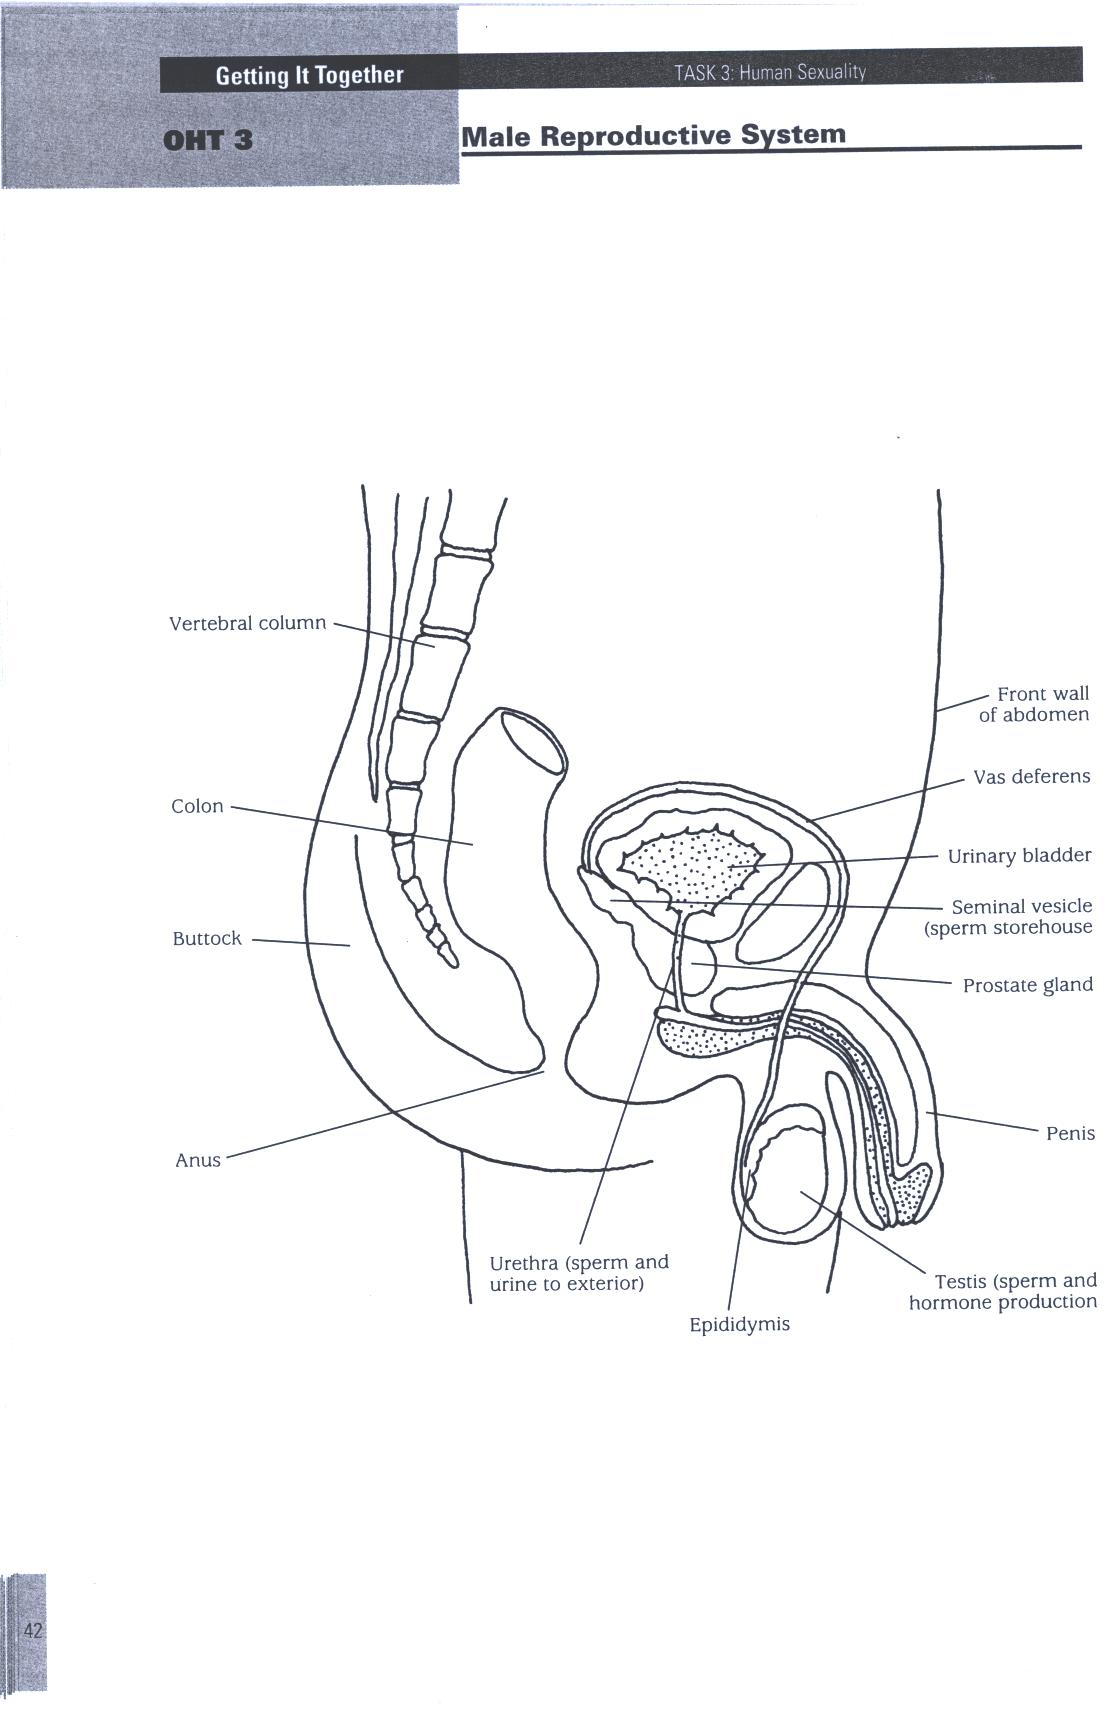 Getting It Together
TASK 3: Human Sexuality
OHT 3
Male Reproductive System
Vertebral column
Front wall
of abdomen
Vas deferens
Colon
Urinary bladder
Seminal vesicle
(sperm storehouse
Buttock
Prostate gland
Penis
Anus
Urethra (sperm and
urine to exterior)
Testis (sperm and
hormone production
Epididymis
42